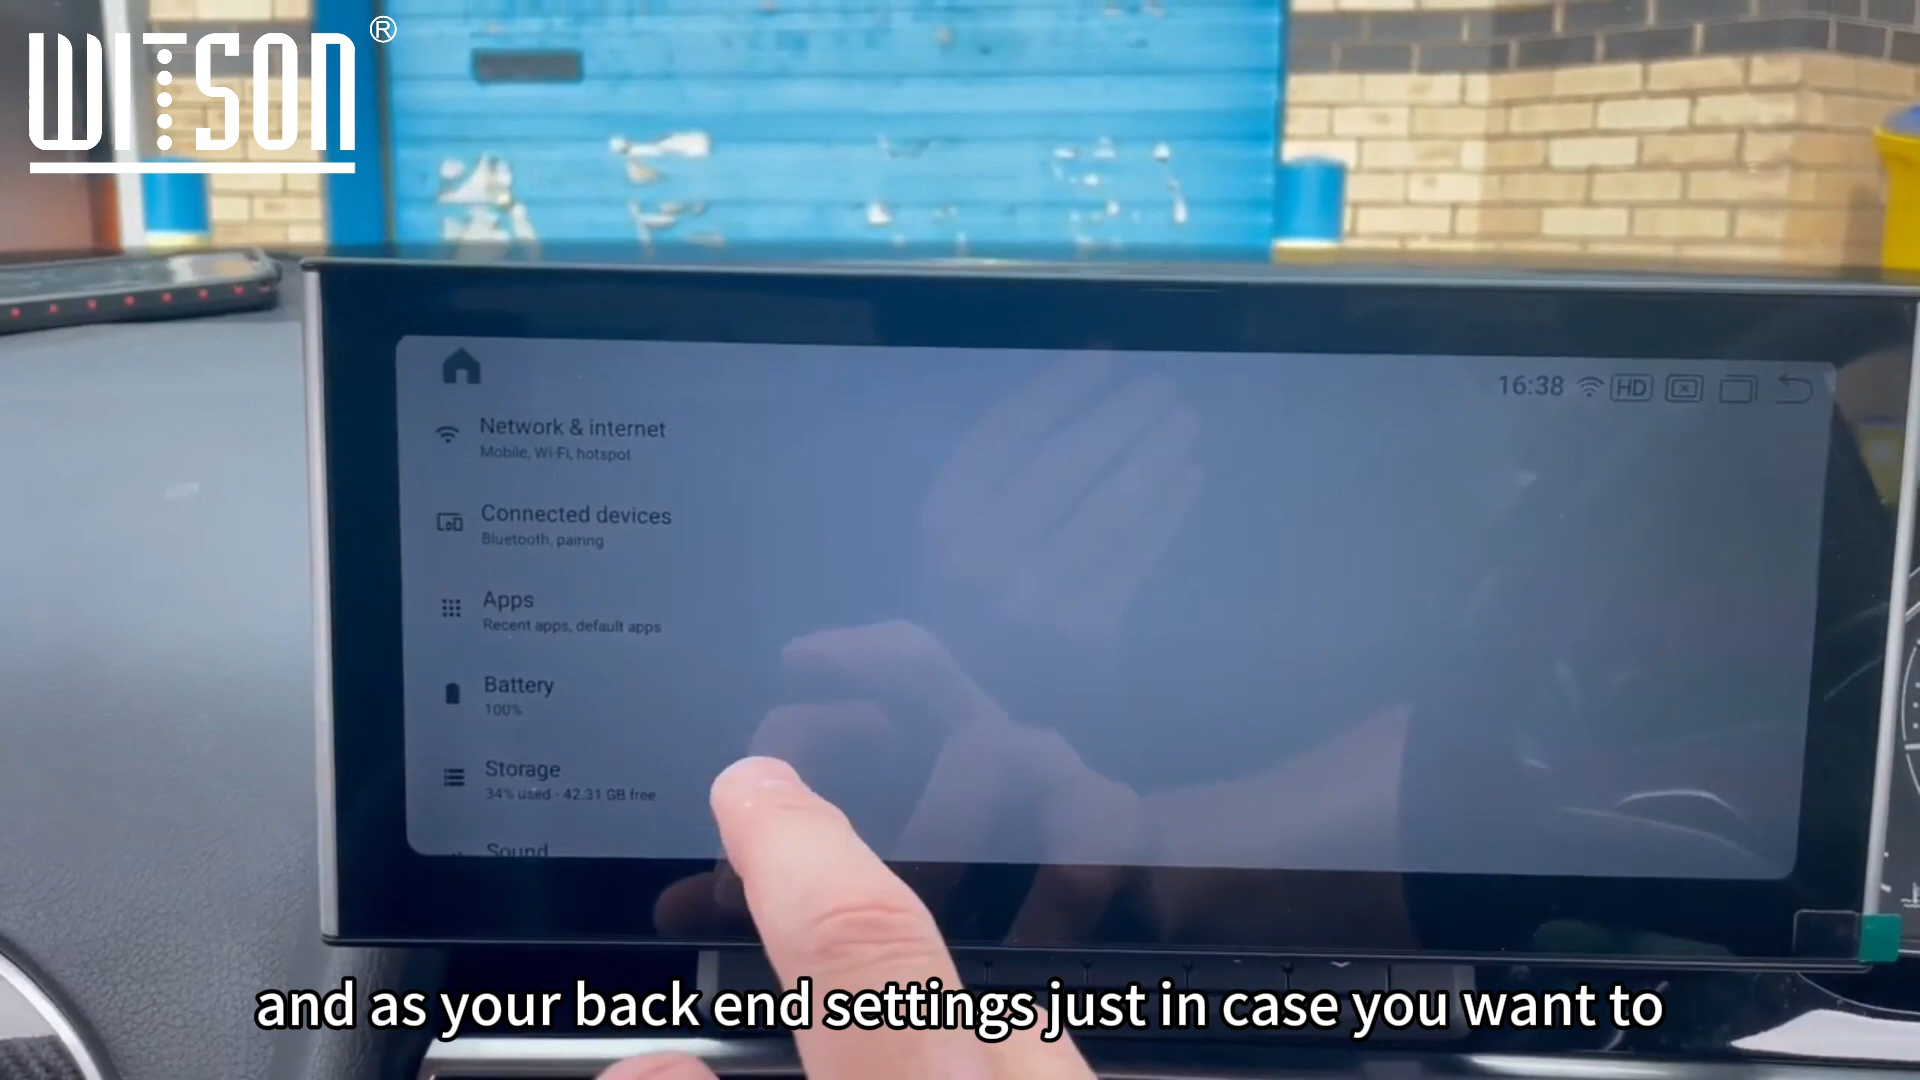 WITSON®
16:38 HD
Network & internet
Mobile, Wi-Fi, hotspot
Connected devices
Bluetooth, pairing
Apps
Recent apps, default apps
Battery
100%
Storage
34% used - 42.31 GB free
Sound
and as your back end settings just in case you want to